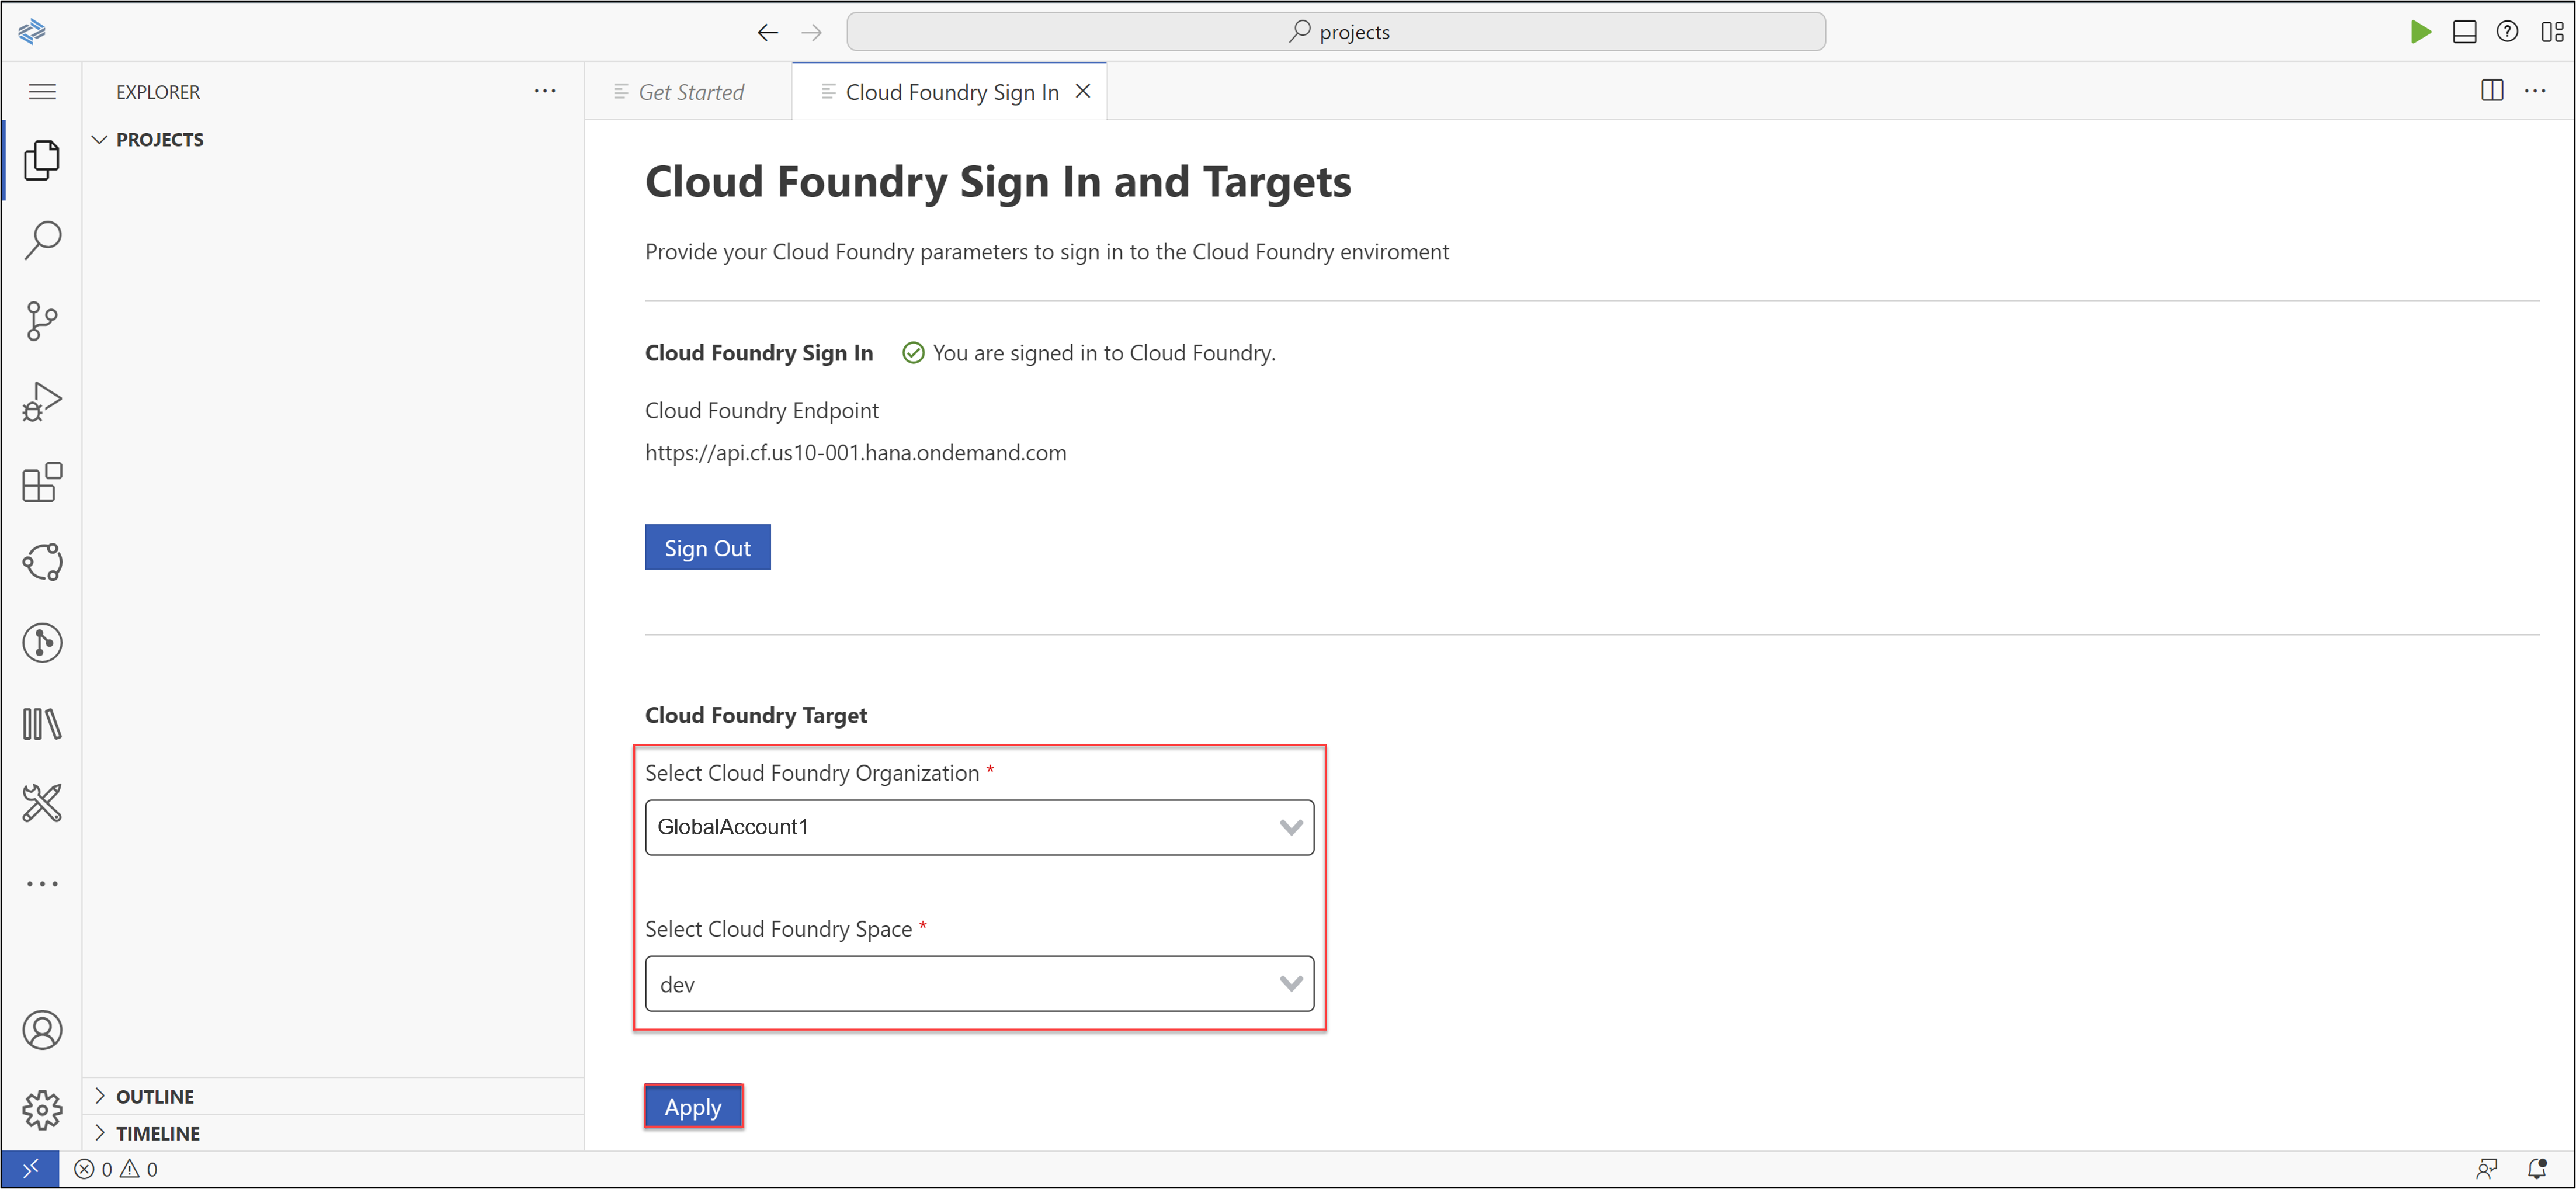 projects
EXPLORER
PROJECTS
Get Started
Cloud Foundry Sign In
Cloud Foundry Sign In and Targets
Provide your Cloud Foundry parameters to sign in to the Cloud Foundry enviroment
Cloud Foundry Sign In You are signed in to Cloud Foundry.
Cloud Foundry Endpoint
https://api.cf.us10-001.hana.ondemand.com
Sign Out
Cloud Foundry Target
Select Cloud Foundry Organization *
GlobalAccount1
Select Cloud Foundry Space *
dev
Apply
OUTLINE
TIMELINE
0 0